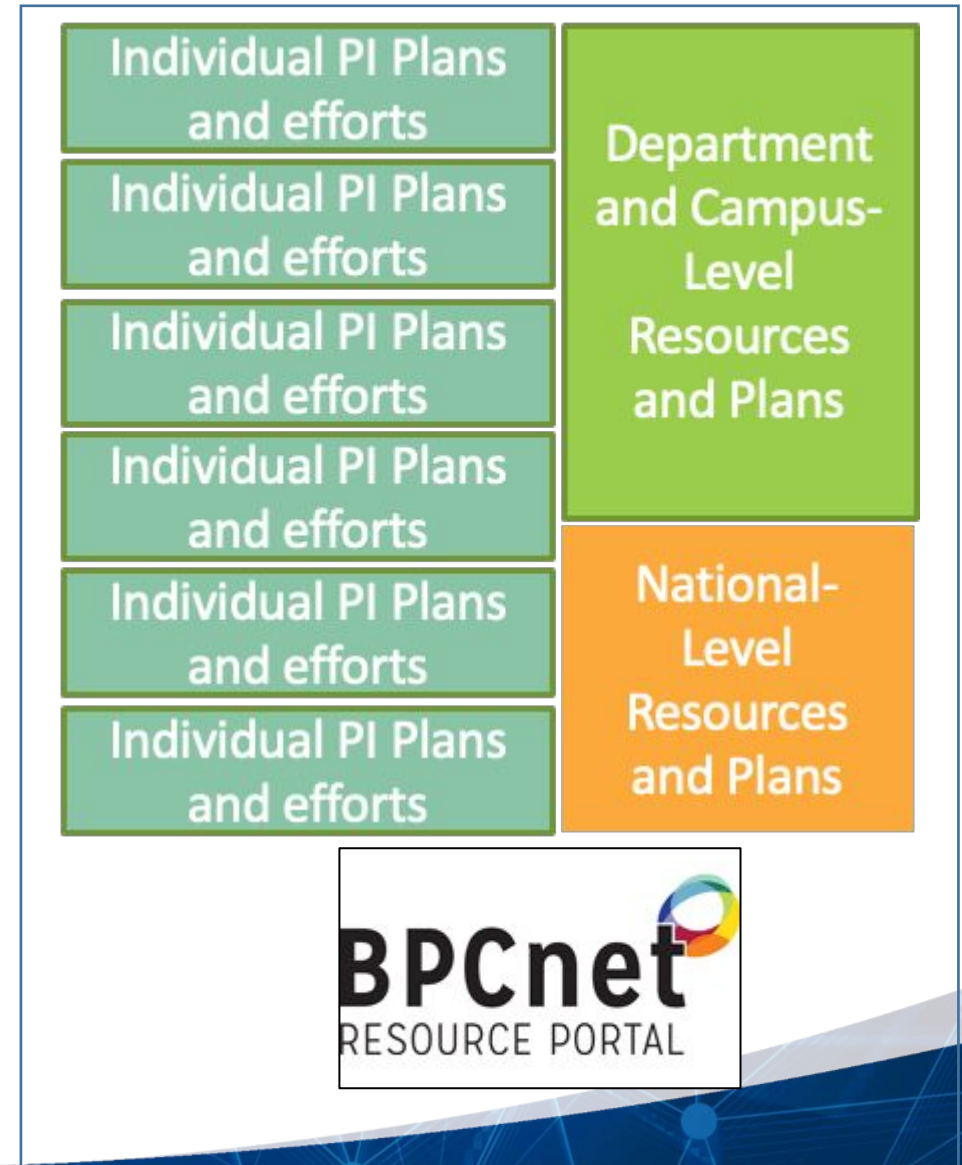 Individual PI Plans
and efforts
Individual PI Plans
and efforts
Individual PI Plans
and efforts
Individual PI Plans
and efforts
Individual PI Plans
and efforts
Individual PI Plans
and efforts
Department
and Campus-
Level
Resources
and Plans
National-
Level
Resources
and Plans
BPCnet
RESOURCE PORTAL